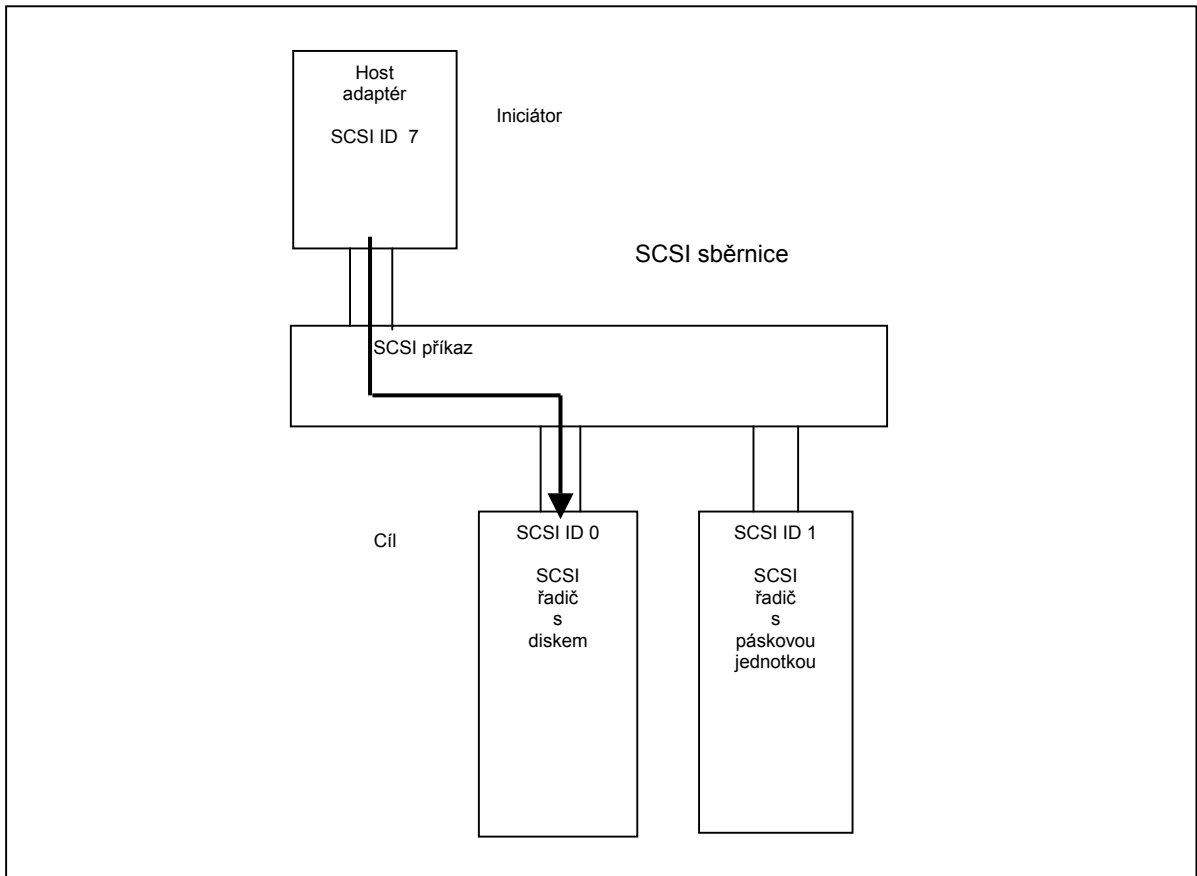 Host
adaptér
SCSI ID 7
Iniciátor
SCSI sběrnice
SCSI příkaz
Cíl
SCSI ID 0
SCSI
řadič
s
diskem
SCSI ID 1
SCSI
řadič
s
páskovou
jednotkou